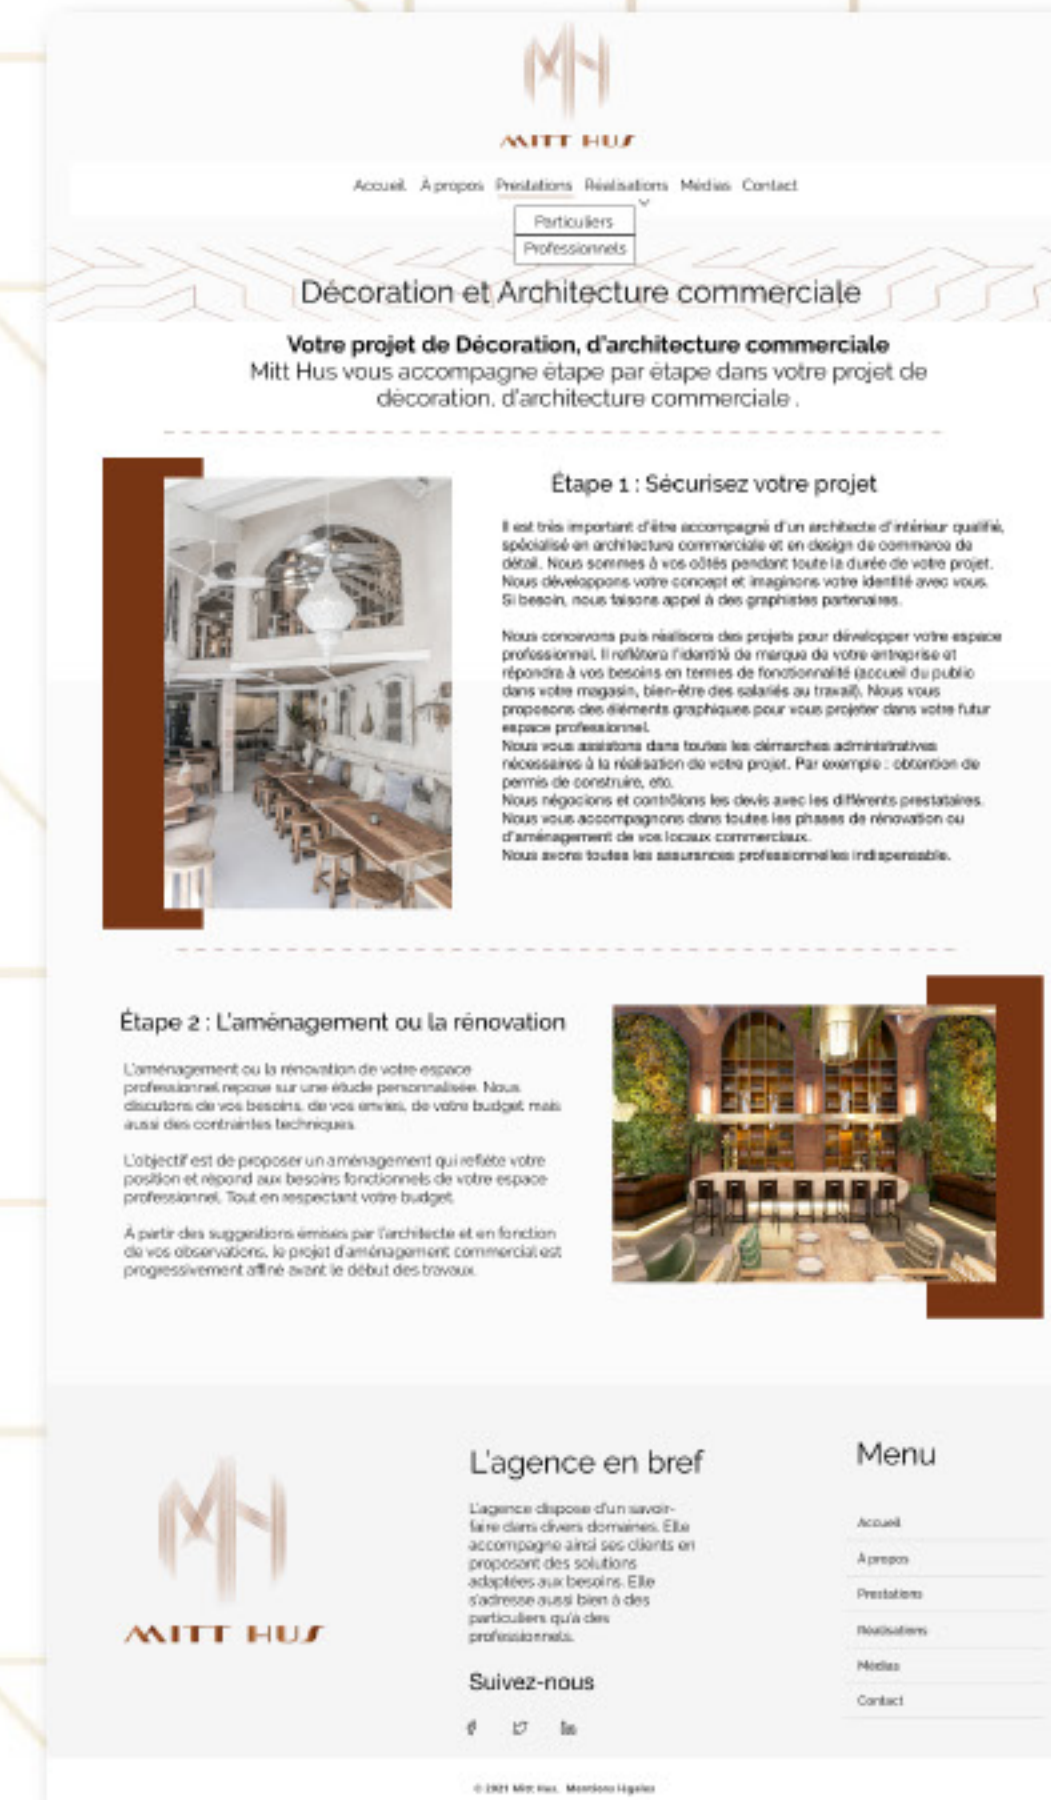 MH
MITT HUS
Accueil À propos Prestations Réalisations Médias Contact
Particuliers
Professionnels
Décoration et Architecture commerciale
Votre projet de Décoration, d'architecture commerciale
Mitt Hus vous accompagne étape par étape dans votre projet de
décoration, d'architecture commerciale .
Étape 1 : Sécurisez votre projet
Il est très important d'être accompagné d'un architecte d'intérieur qualifié,
spécialisé en architecture commerciale et en design de commerce de
détail. Nous sommes à vos côtés pendant toute la durée de votre projet.
Nous développons votre concept et imaginons votre identité avec vous.
Si besoin, nous faisons appel à des graphistes partenaires.
Nous concevons puis réalisons des projets pour développer votre espace
professionnel. Il reflètera l'identité de marque de votre entreprise et
répondra à vos besoins en termes de fonctionnalité (accueil du public
dans votre magasin, bien-être des salariés au travail). Nous vous
proposons des éléments graphiques pour vous projeter dans votre futur
espace professionnel.
Nous vous assistons dans toutes les démarches administratives
nécessaires à la réalisation de votre projet. Par exemple : obtention de
permis de construire, etc.
Nous négocions et contrôlons les devis avec les différents prestataires.
Nous vous accompagnons dans toutes les phases de rénovation ou
d'aménagement de vos locaux commerciaux.
Nous avons toutes les assurances professionnelles indispensable.
Étape 2 : L'aménagement ou la rénovation
L'aménagement ou la rénovation de votre espace
professionnel repose sur une étude personnalisée. Nous
discutons de vos besoins, de vos envies, de votre budget mais
aussi des contraintes techniques.
L'objectif est de proposer un aménagement qui reflète votre
position et répond aux besoins fonctionnels de votre espace
professionnel. Tout en respectant votre budget.
À partir des suggestions émises par l'architecte et en fonction
de vos observations, le projet d'aménagement commercial est
progressivement affiné avant le début des travaux.
MH
MITT HUS
L'agence en bref
L'agence dispose d'un savoir-
faire dans divers domaines. Elle
accompagne ainsi ses clients en
proposant des solutions
adaptées aux besoins. Elle
s'adresse aussi bien à des
particuliers qu'à des
professionnels.
Suivez-nous
Menu
Accueil
À propos
Prestations
Réalisations
Médias
Contact
© 2021 Mitt Hus. Mentions légales